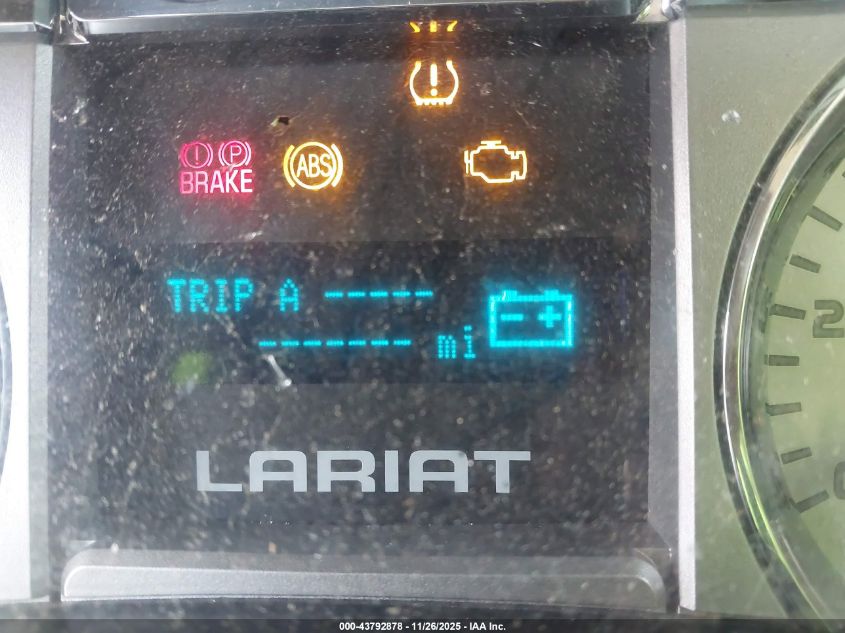 P
BRAKE
ABS
TRIP A -----
------- mi
LARIAT
000-43792878 - 11/26/2025 - IAA Inc.